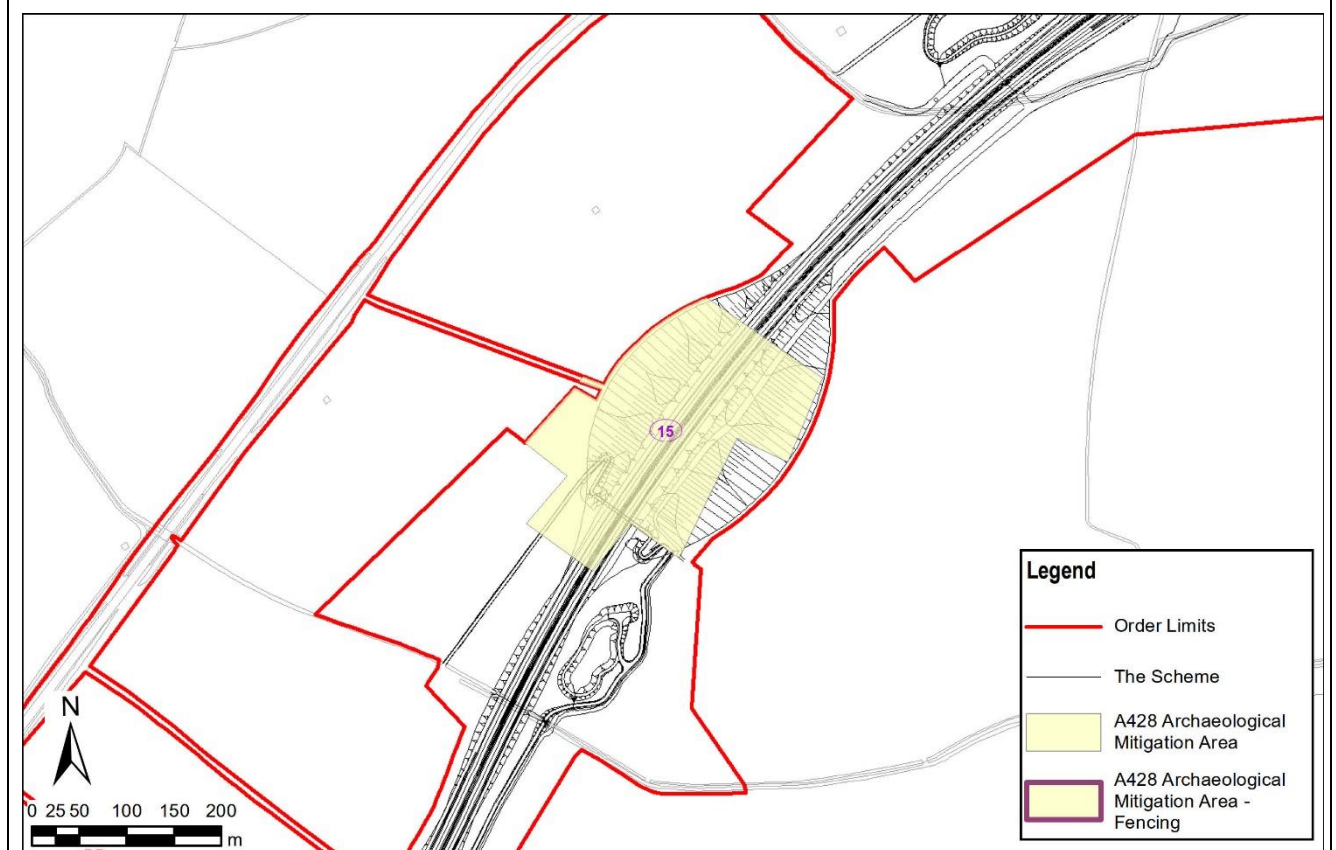 15
Legend
Order Limits
The Scheme
A428 Archaeological
Mitigation Area
A428 Archaeological
Mitigation Area -
Fencing
N
0 25 50 100 150 200
m